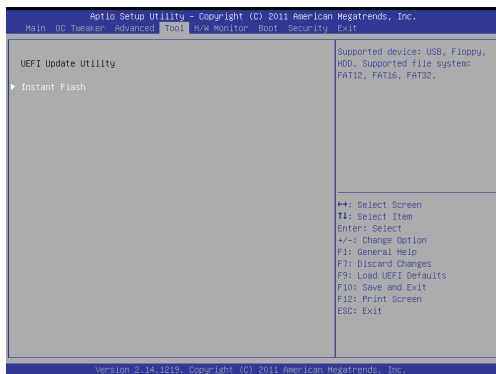 Aptio Setup Utility – Copyright (C) 2011 American Megatrends, Inc.
Main OC Tweaker Advanced Tool H/W Monitor Boot Security Exit
UEFI Update Utility
Instant Flash
Supported device: USB, Floppy,
HDD. Supported file system:
FAT12, FAT16, FAT32.
↔: Select Screen
↑↓: Select Item
Enter: Select
+/-: Change Option
F1: General Help
F7: Discard Changes
F9: Load UEFI Defaults
F10: Save and Exit
F12: Print Screen
ESC: Exit
Version 2.14.1219. Copyright (C) 2011 American Megatrends, Inc.